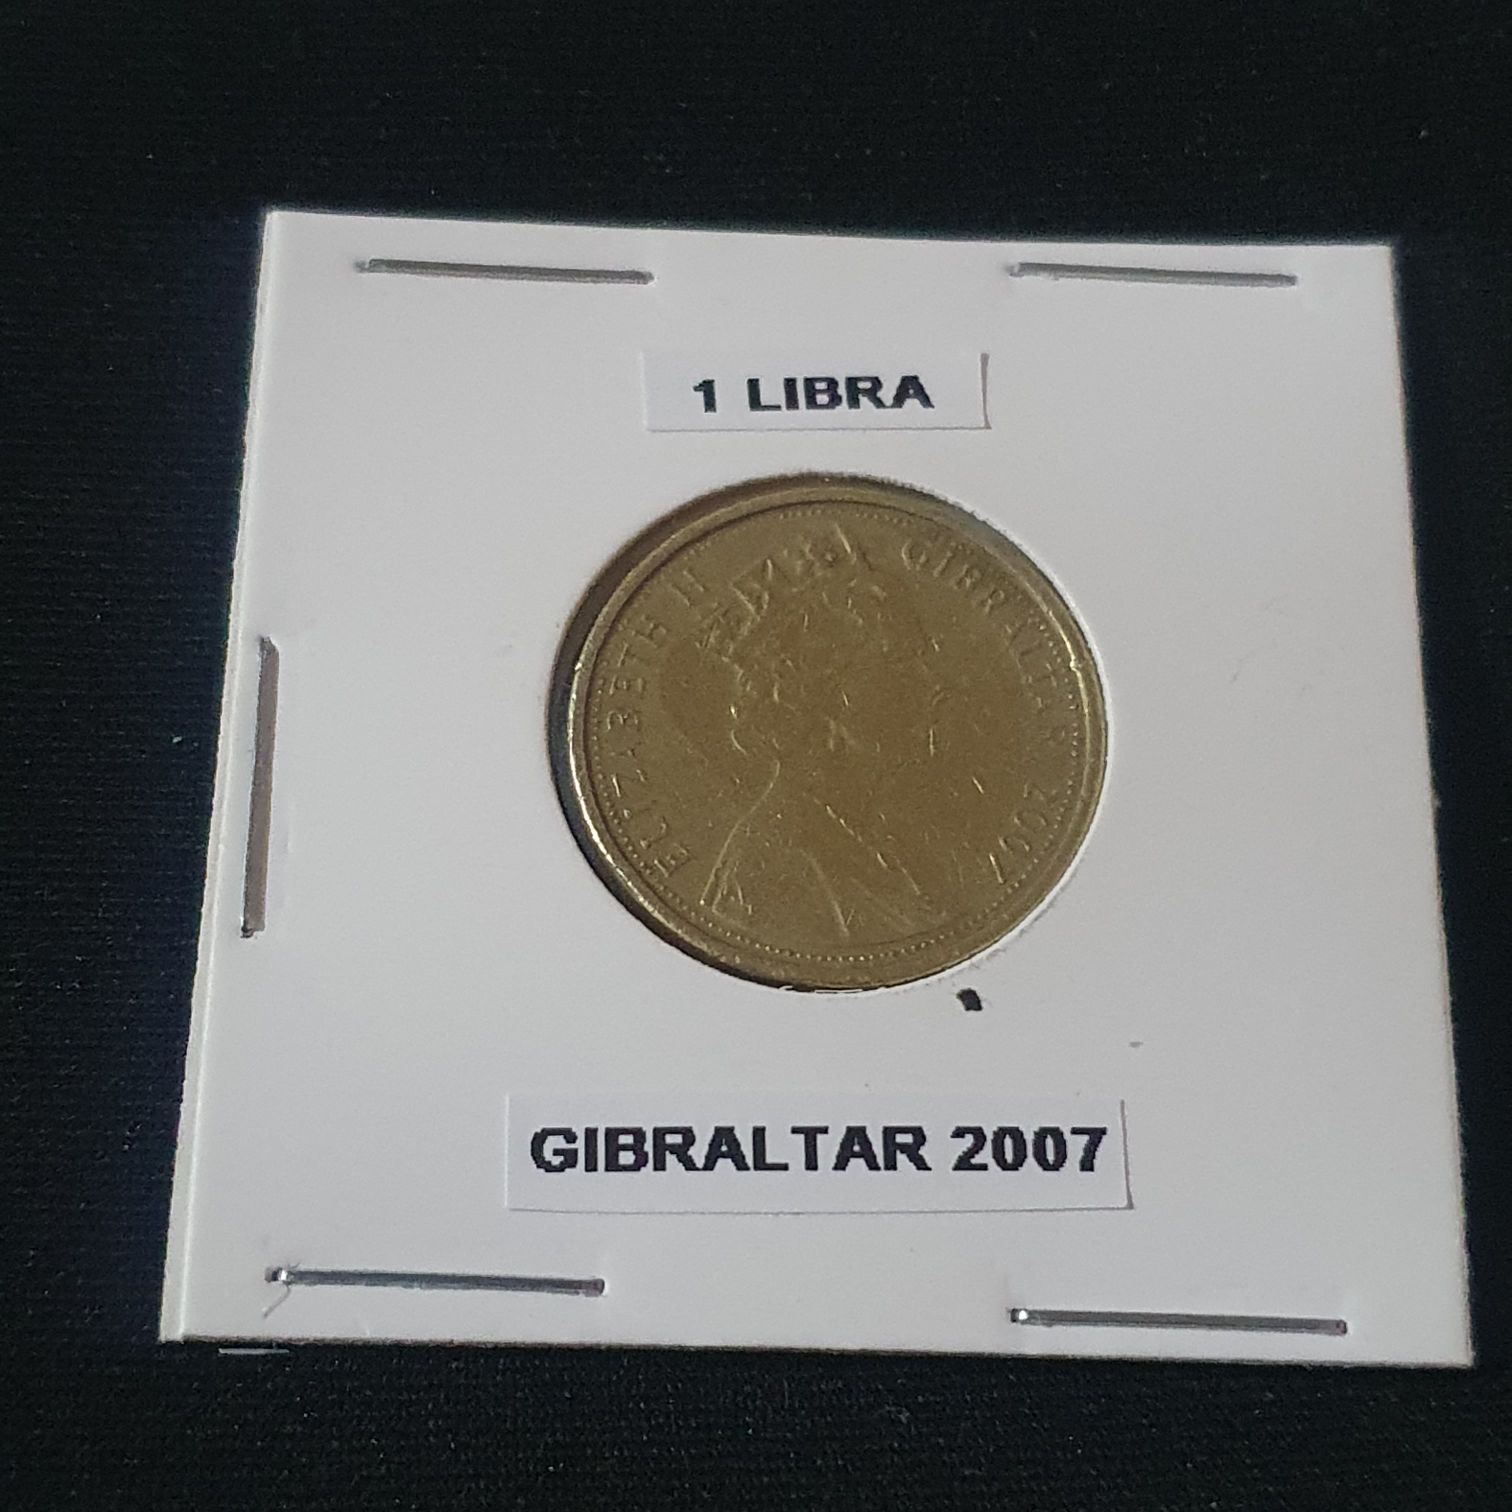 1 LIBRA
ELIZABETH II GIBRALTAR 2007
GIBRALTAR 2007